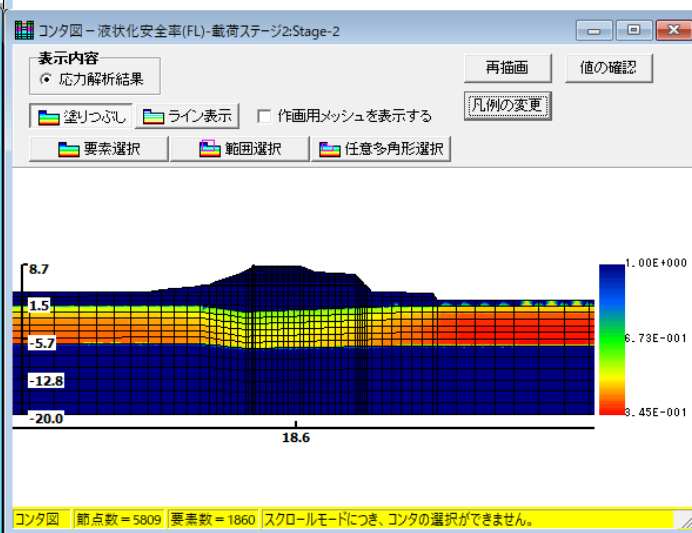 コンタ図－液状化安全率(FL)-載荷ステージ2:Stage-2
表示内容
応力解析結果
再描画
値の確認
凡例の変更
塗りつぶし
ライン表示
作画用メッシュを表示する
要素選択
範囲選択
任意多角形選択
8.7
1.5
-5.7
-12.8
-20.0
18.6
1.00E+000
6.73E-001
3.45E-001
コンタ図
節点数＝5809
要素数＝1860
スクロールモードにつき、コンタの選択ができません。